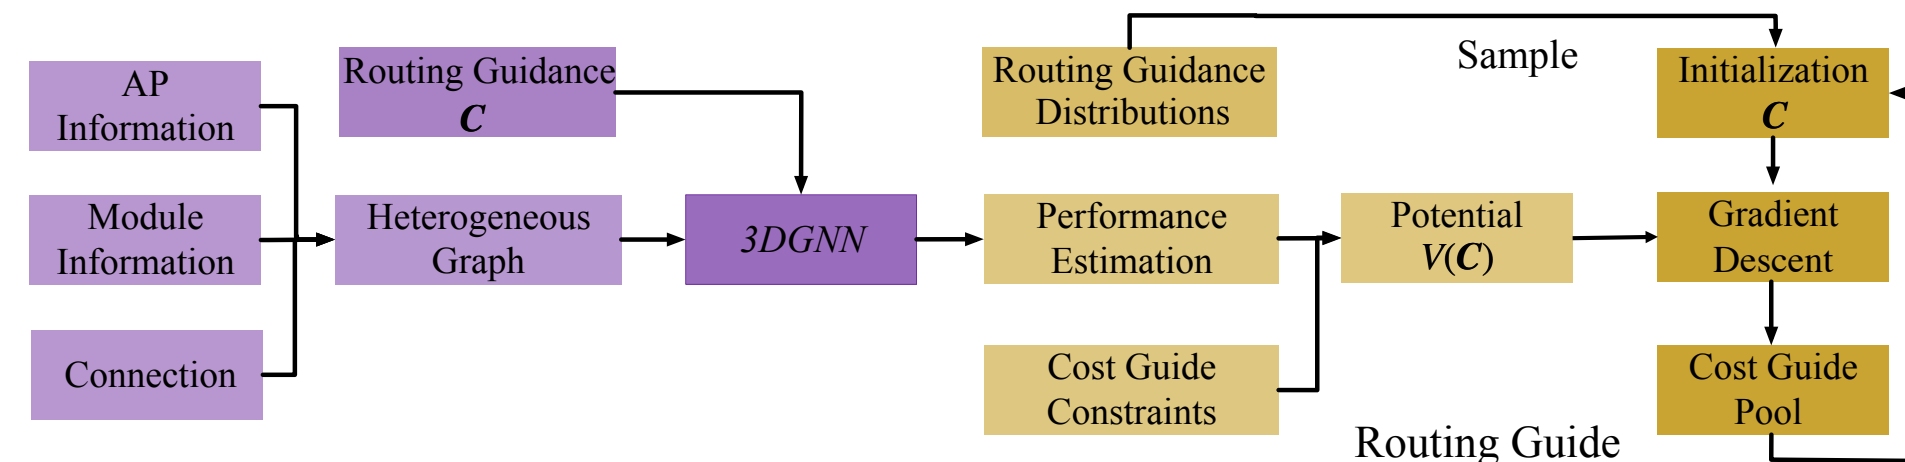 AP
Information
Routing Guidance
C
Routing Guidance
Distributions
Sample
Initialization
C
Module
Information
Heterogeneous
Graph
3DGNN
Performance
Estimation
Potential
V(C)
Gradient
Descent
Connection
Cost Guide
Constraints
Cost Guide
Pool
Routing Guide